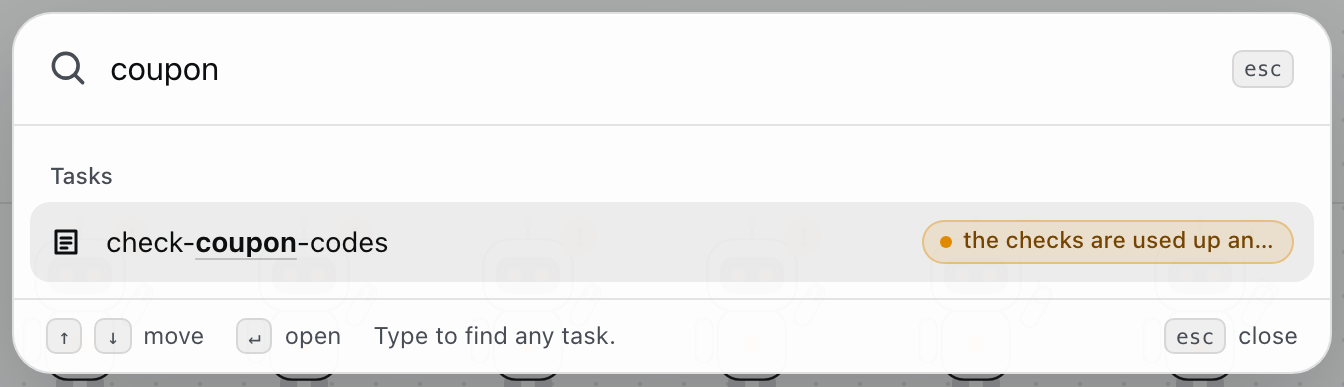 coupon esc
Tasks
check-coupon-codes the checks are used up an...
↑ ↓ move ↵ open Type to find any task. esc close